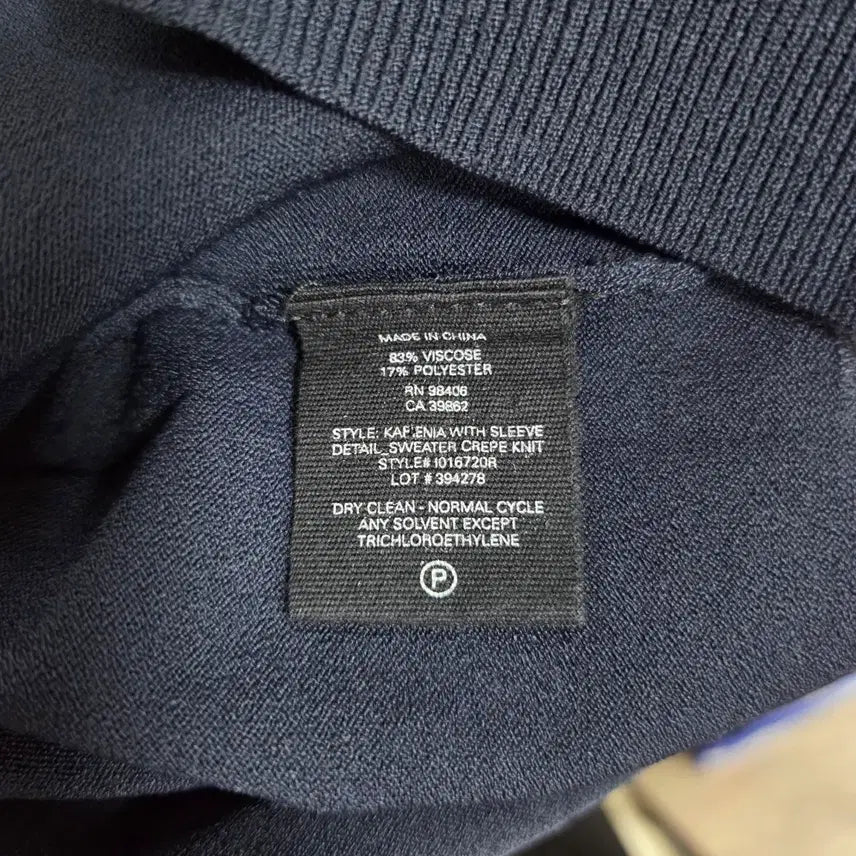 MADE IN CHINA
83% VISCOSE
17% POLYESTER
RN 98406
CA 39862
STYLE: KARENIA WITH SLEEVE
DETAIL_SWEATER CREPE KNIT
STYLE# I016720R
LOT # 394278
DRY CLEAN - NORMAL CYCLE
ANY SOLVENT EXCEPT
TRICHLOROETHYLENE
P